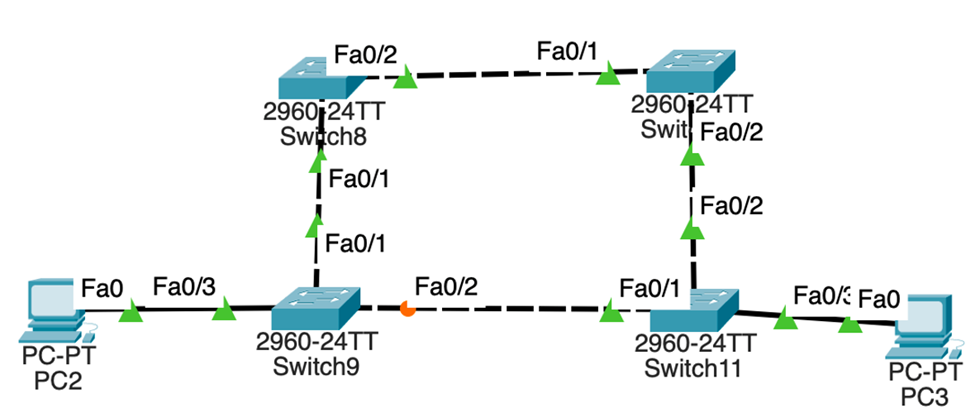 Fa0/2
Fa0/1
2960-24TT
Switch8
2960-24TT
Swit
Fa0/2
Fa0/1
Fa0/2
Fa0/1
Fa0
Fa0/3
Fa0/2
Fa0/1
Fa0/3
Fa0
PC-PT
PC2
2960-24TT
Switch9
2960-24TT
Switch11
PC-PT
PC3